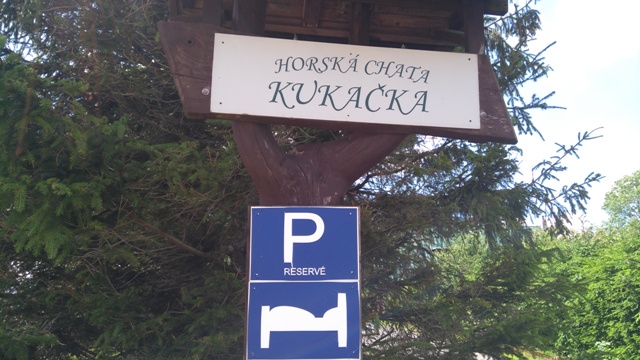 HORSKÁ CHATA
KUKAČKA
P
RESERVÉ